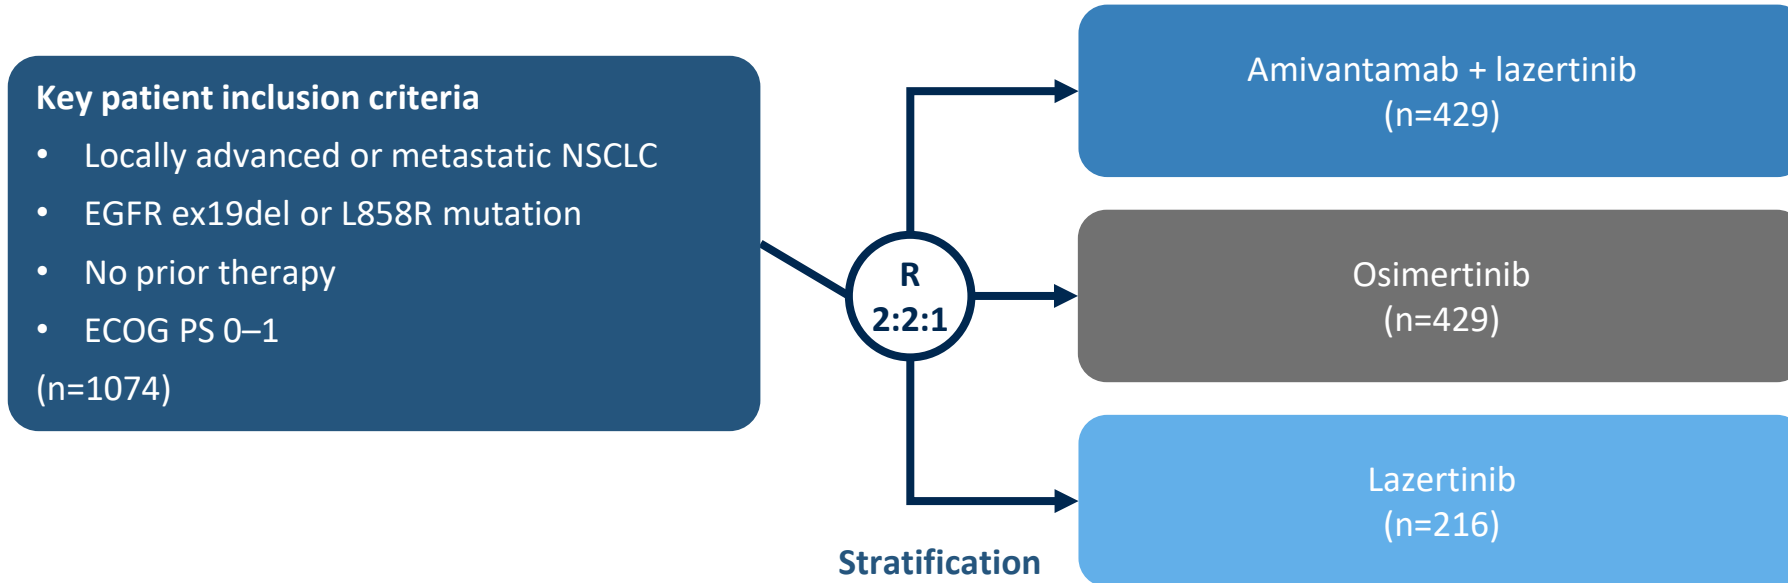 Key patient inclusion criteria
• Locally advanced or metastatic NSCLC
• EGFR ex19del or L858R mutation
• No prior therapy
• ECOG PS 0–1
(n=1074)
R
2:2:1
Stratification
Amivantamab + lazertinib
(n=429)
Osimertinib
(n=429)
Lazertinib
(n=216)